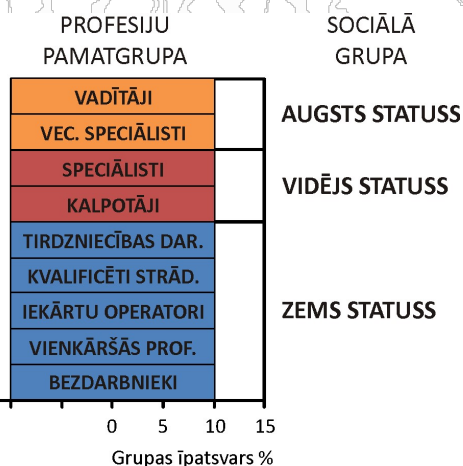 PROFESIJU
PAMATGRUPA
SOCIĀLĀ
GRUPA
VADĪTĀJI
VEC. SPECIĀLISTI
AUGSTS STATUSS
SPECIĀLISTI
KALPOTĀJI
VIDĒJS STATUSS
TIRDZNIECĪBAS DAR.
KVALIFICĒTI STRĀD.
IEKĀRTU OPERATORI
VIENKĀRŠĀS PROF.
BEZDARBNIEKI
ZEMS STATUSS
0 5 10 15
Grupas īpatsvars %